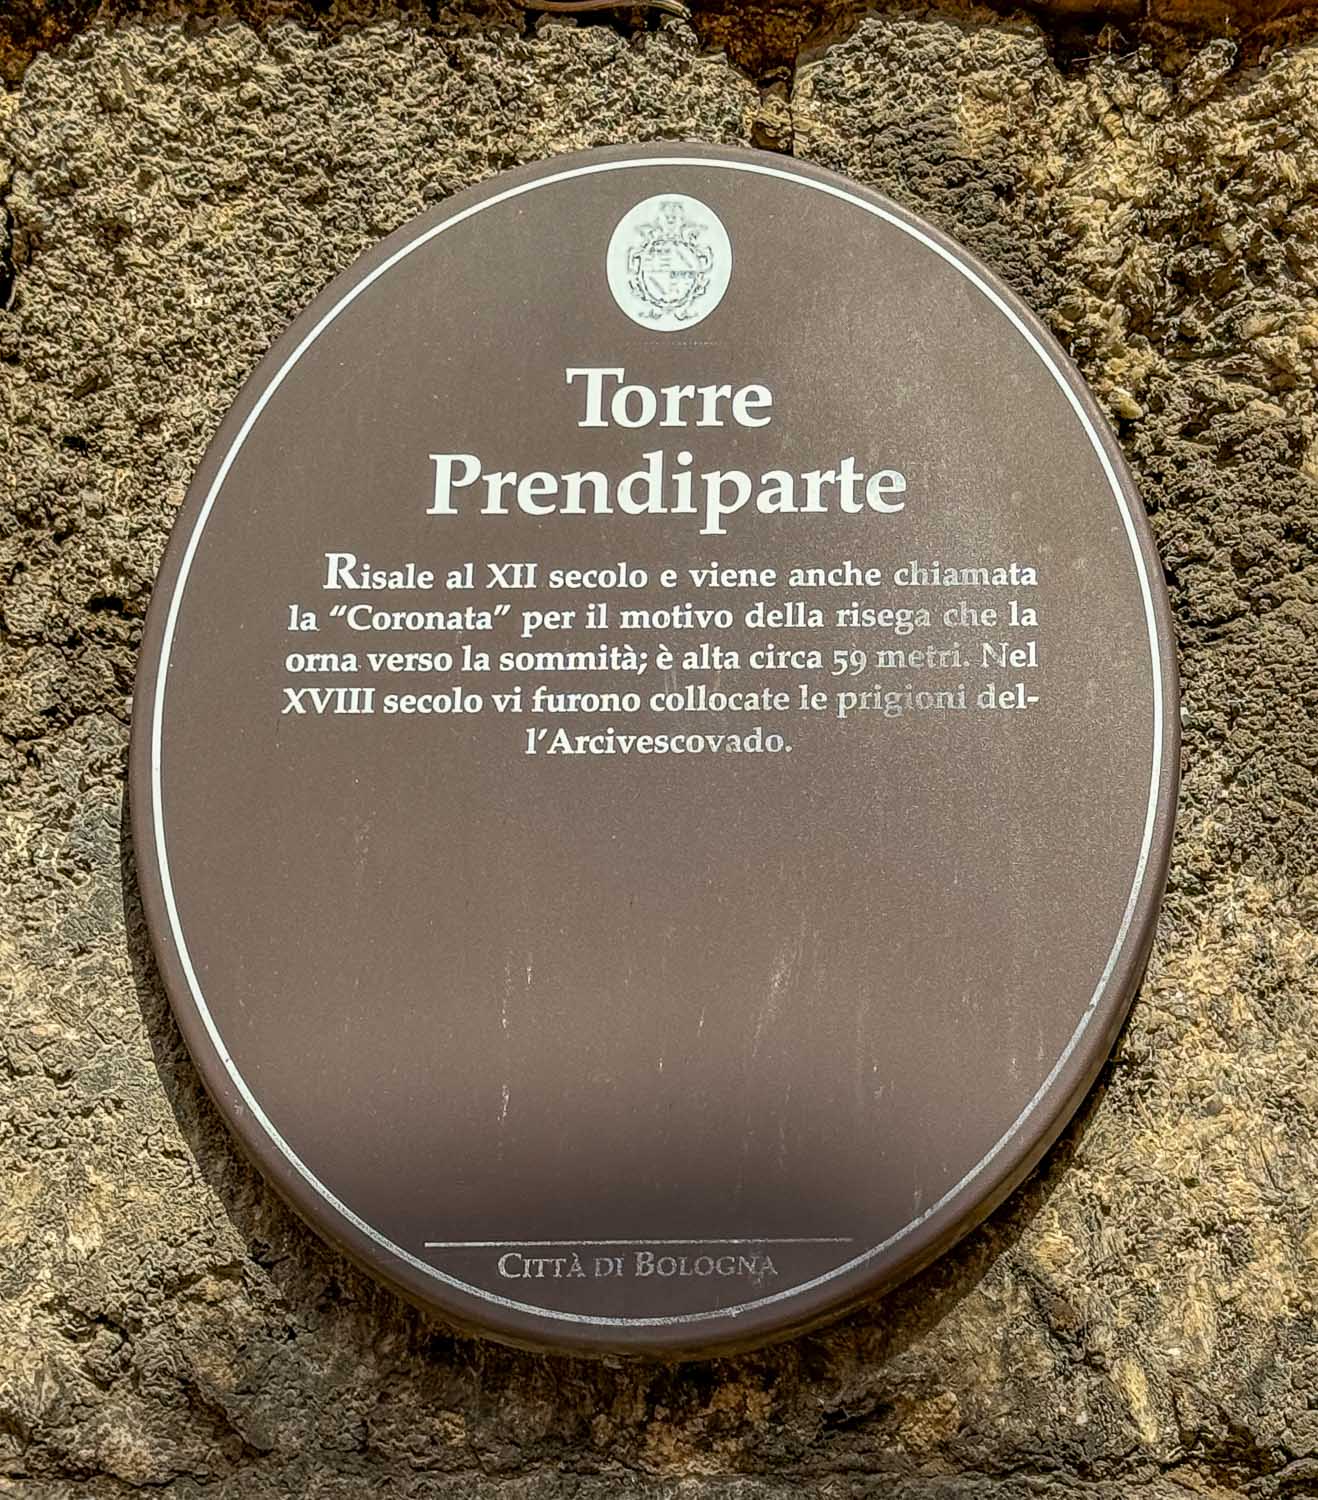 Torre
Prendiparte
Risale al XII secolo e viene anche chiamata
la “Coronata” per il motivo della risega che la
orna verso la sommità; è alta circa 59 metri. Nel
XVIII secolo vi furono collocate le prigioni del-
l’Arcivescovado.
CITTÀ DI BOLOGNA